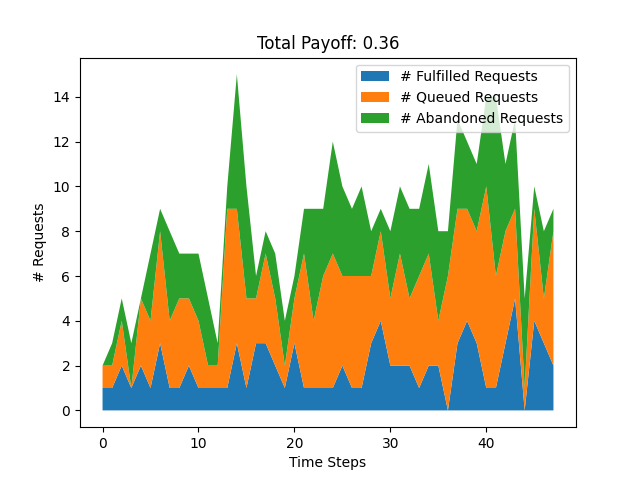 Total Payoff: 0.36
# Fulfilled Requests
# Queued Requests
# Abandoned Requests
14
12
10
8
6
4
2
0
# Requests
0 10 20 30 40
Time Steps